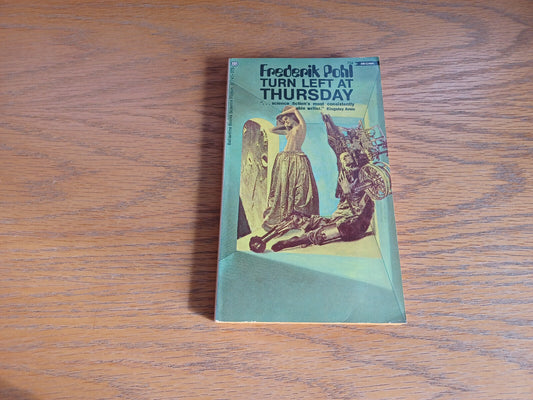 Frederik Pohl
TURN LEFT AT
THURSDAY
"... science fiction's most consistently
able writer." Kingsley Amis